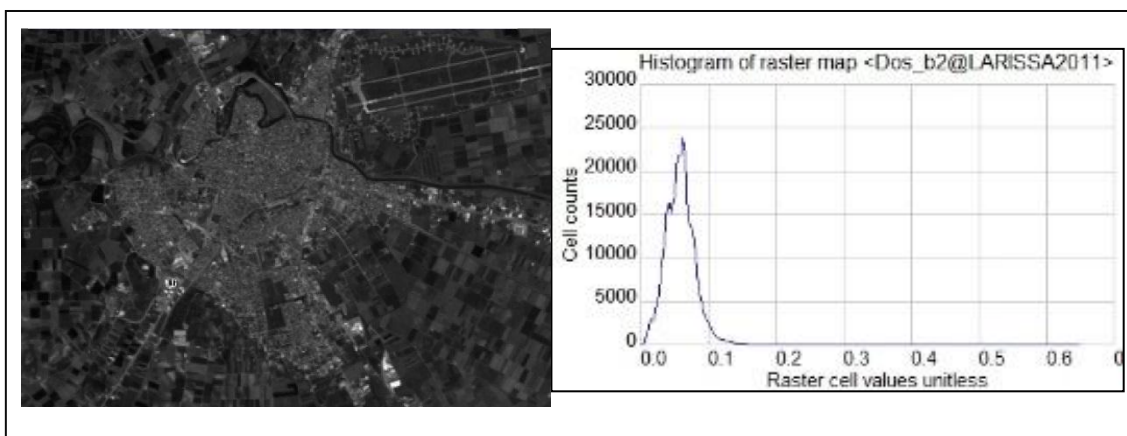 Histogram of raster map <Dos_b2@LARISSA2011>
30000
25000
20000
15000
10000
5000
0
Cell counts
0.0 0.1 0.2 0.3 0.4 0.5 0.6 0
Raster cell values unitless